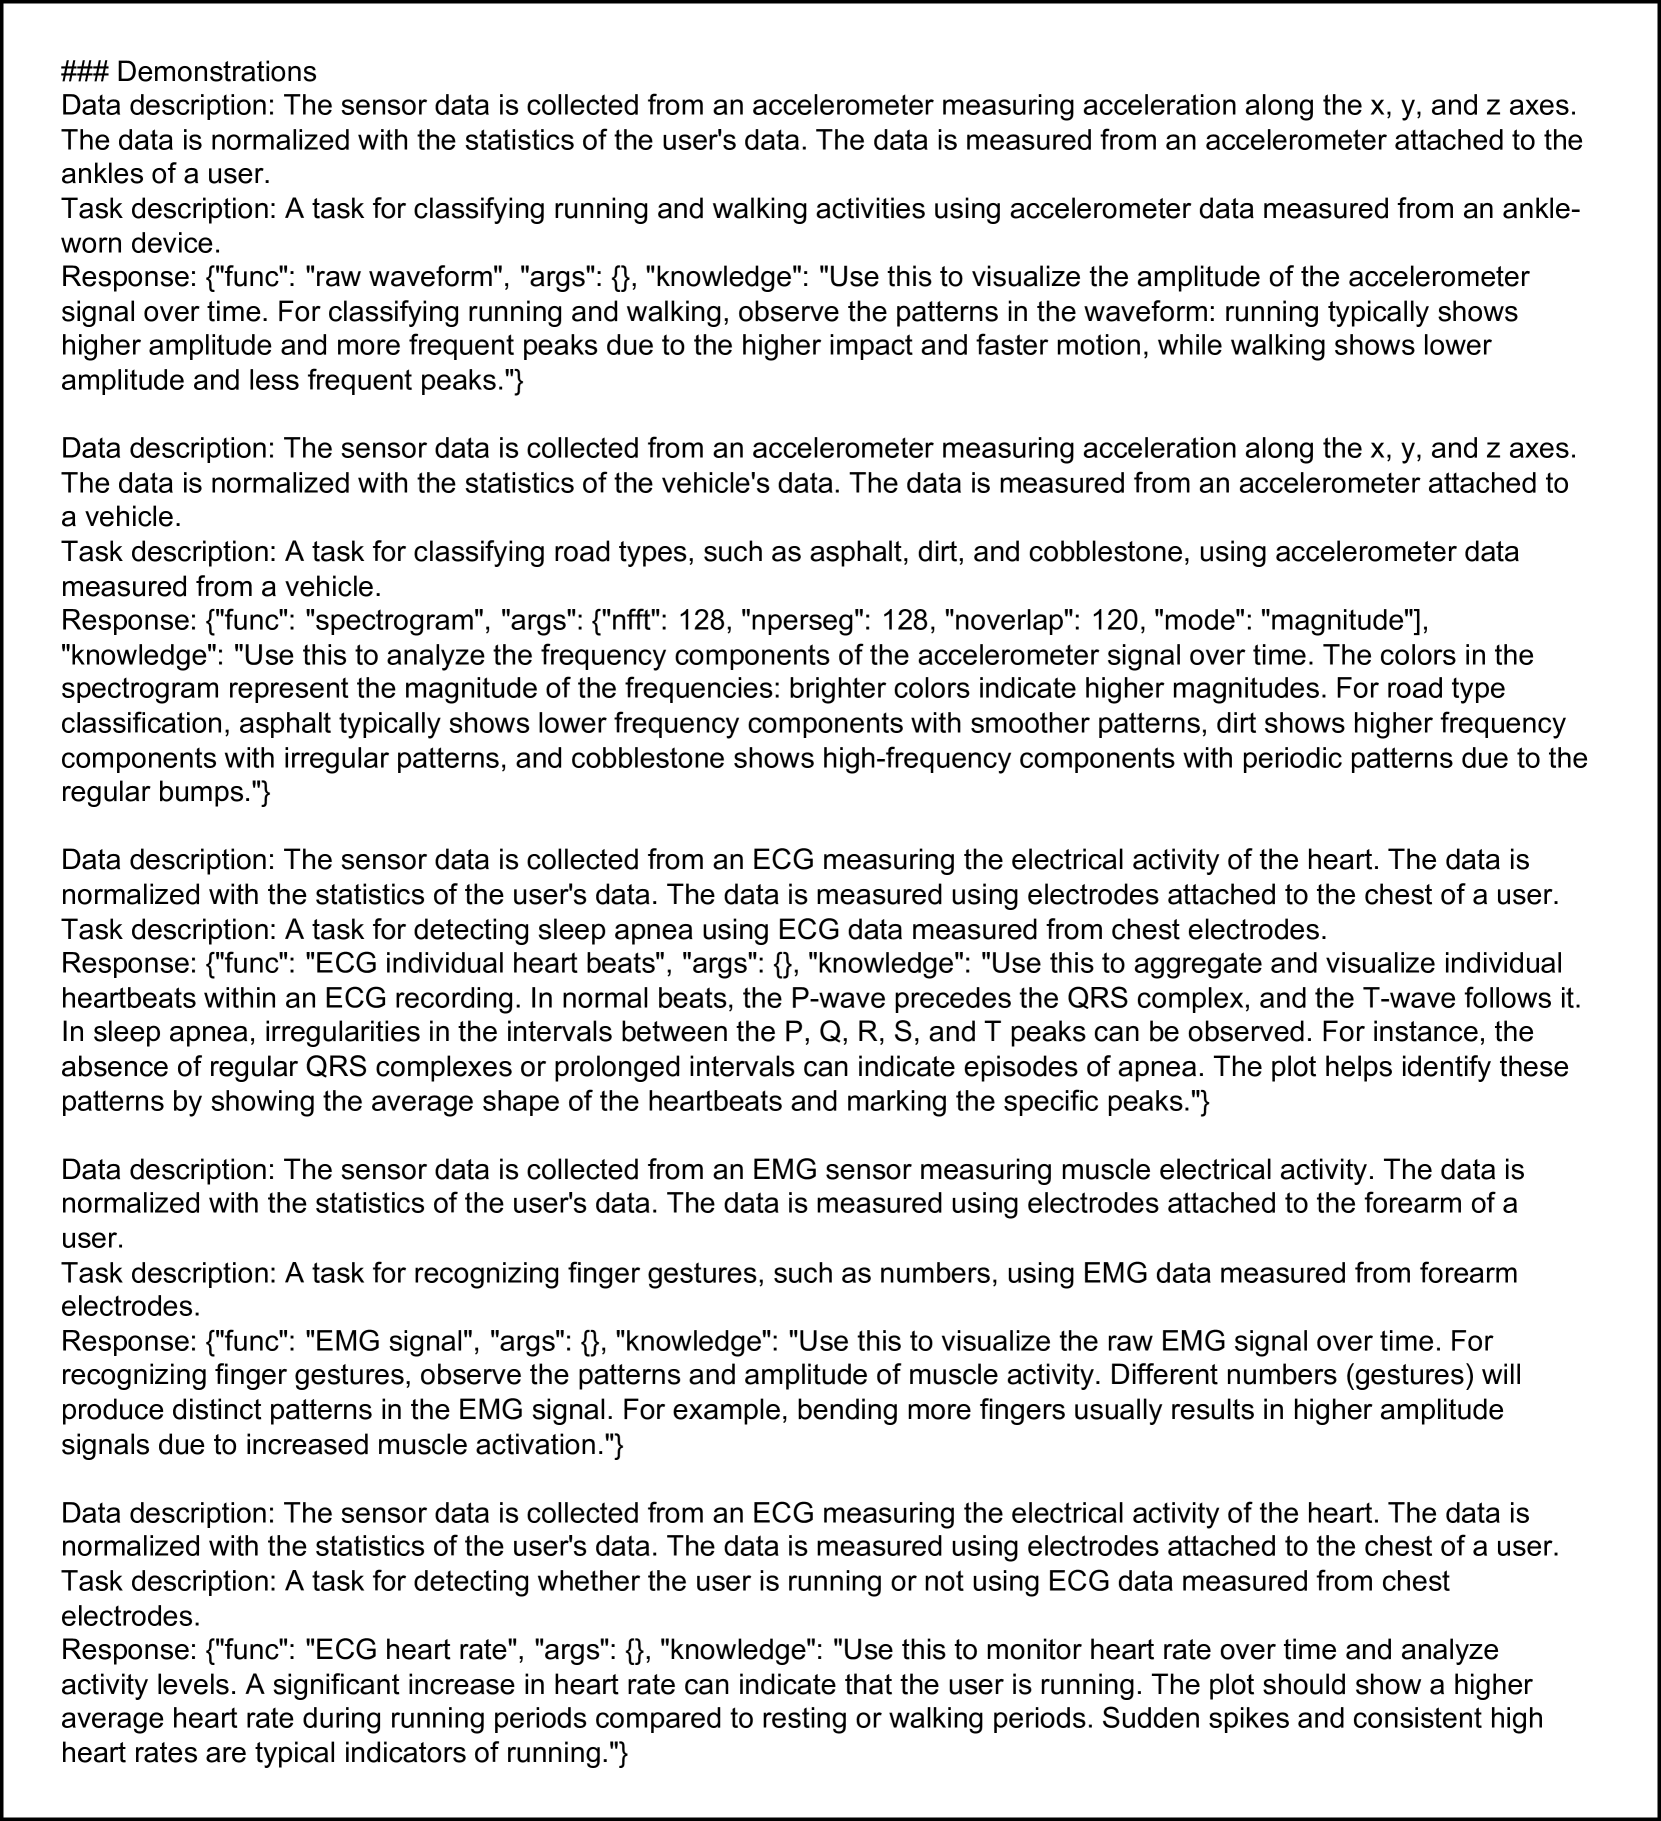 ### Demonstrations
Data description: The sensor data is collected from an accelerometer measuring acceleration along the x, y, and z axes.
The data is normalized with the statistics of the user's data. The data is measured from an accelerometer attached to the
ankles of a user.
Task description: A task for classifying running and walking activities using accelerometer data measured from an ankle-
worn device.
Response: {"func": "raw waveform", "args": {}, "knowledge": "Use this to visualize the amplitude of the accelerometer
signal over time. For classifying running and walking, observe the patterns in the waveform: running typically shows
higher amplitude and more frequent peaks due to the higher impact and faster motion, while walking shows lower
amplitude and less frequent peaks."}

Data description: The sensor data is collected from an accelerometer measuring acceleration along the x, y, and z axes.
The data is normalized with the statistics of the vehicle's data. The data is measured from an accelerometer attached to
a vehicle.
Task description: A task for classifying road types, such as asphalt, dirt, and cobblestone, using accelerometer data
measured from a vehicle.
Response: {"func": "spectrogram", "args": {"nfft": 128, "nperseg": 128, "noverlap": 120, "mode": "magnitude"],
"knowledge": "Use this to analyze the frequency components of the accelerometer signal over time. The colors in the
spectrogram represent the magnitude of the frequencies: brighter colors indicate higher magnitudes. For road type
classification, asphalt typically shows lower frequency components with smoother patterns, dirt shows higher frequency
components with irregular patterns, and cobblestone shows high-frequency components with periodic patterns due to the
regular bumps."}

Data description: The sensor data is collected from an ECG measuring the electrical activity of the heart. The data is
normalized with the statistics of the user's data. The data is measured using electrodes attached to the chest of a user.
Task description: A task for detecting sleep apnea using ECG data measured from chest electrodes.
Response: {"func": "ECG individual heart beats", "args": {}, "knowledge": "Use this to aggregate and visualize individual
heartbeats within an ECG recording. In normal beats, the P-wave precedes the QRS complex, and the T-wave follows it.
In sleep apnea, irregularities in the intervals between the P, Q, R, S, and T peaks can be observed. For instance, the
absence of regular QRS complexes or prolonged intervals can indicate episodes of apnea. The plot helps identify these
patterns by showing the average shape of the heartbeats and marking the specific peaks."}

Data description: The sensor data is collected from an EMG sensor measuring muscle electrical activity. The data is
normalized with the statistics of the user's data. The data is measured using electrodes attached to the forearm of a
user.
Task description: A task for recognizing finger gestures, such as numbers, using EMG data measured from forearm
electrodes.
Response: {"func": "EMG signal", "args": {}, "knowledge": "Use this to visualize the raw EMG signal over time. For
recognizing finger gestures, observe the patterns and amplitude of muscle activity. Different numbers (gestures) will
produce distinct patterns in the EMG signal. For example, bending more fingers usually results in higher amplitude
signals due to increased muscle activation."}

Data description: The sensor data is collected from an ECG measuring the electrical activity of the heart. The data is
normalized with the statistics of the user's data. The data is measured using electrodes attached to the chest of a user.
Task description: A task for detecting whether the user is running or not using ECG data measured from chest
electrodes.
Response: {"func": "ECG heart rate", "args": {}, "knowledge": "Use this to monitor heart rate over time and analyze
activity levels. A significant increase in heart rate can indicate that the user is running. The plot should show a higher
average heart rate during running periods compared to resting or walking periods. Sudden spikes and consistent high
heart rates are typical indicators of running."}